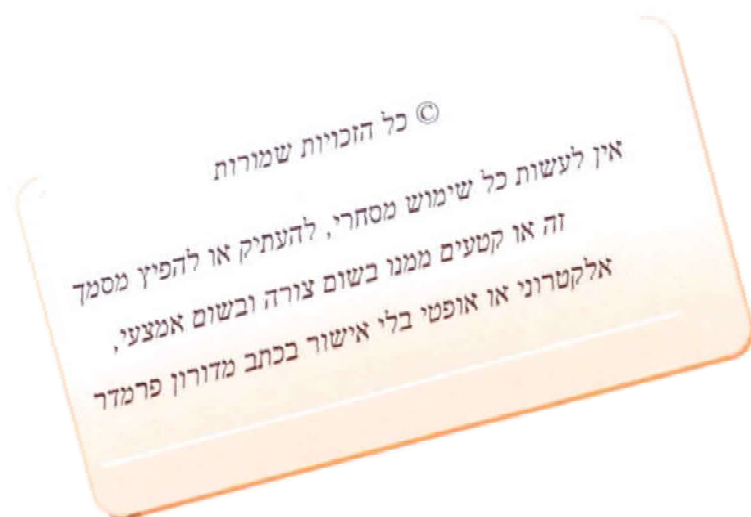 © כל הזכויות שמורות
אין לעשות כל שימוש מסחרי, להעתיק או להפיץ מסמך
זה או קטעים ממנו בשום צורה ובשום אמצעי,
אלקטרוני או אופטי בלי אישור בכתב מדורון פרמדר